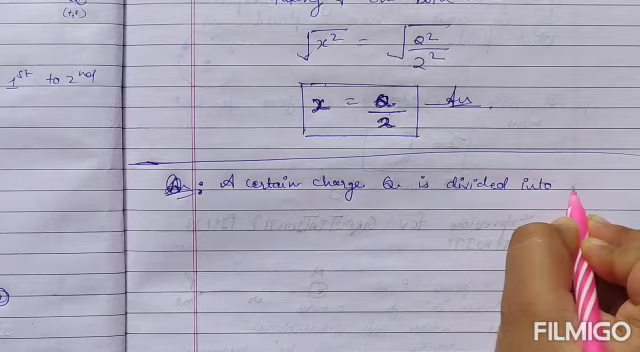 (+,+)
1st to 2nd
√x² = √Q²/2²
x = Q/2 Ans.
Q: A certain charge Q is divided into
FILMIGO